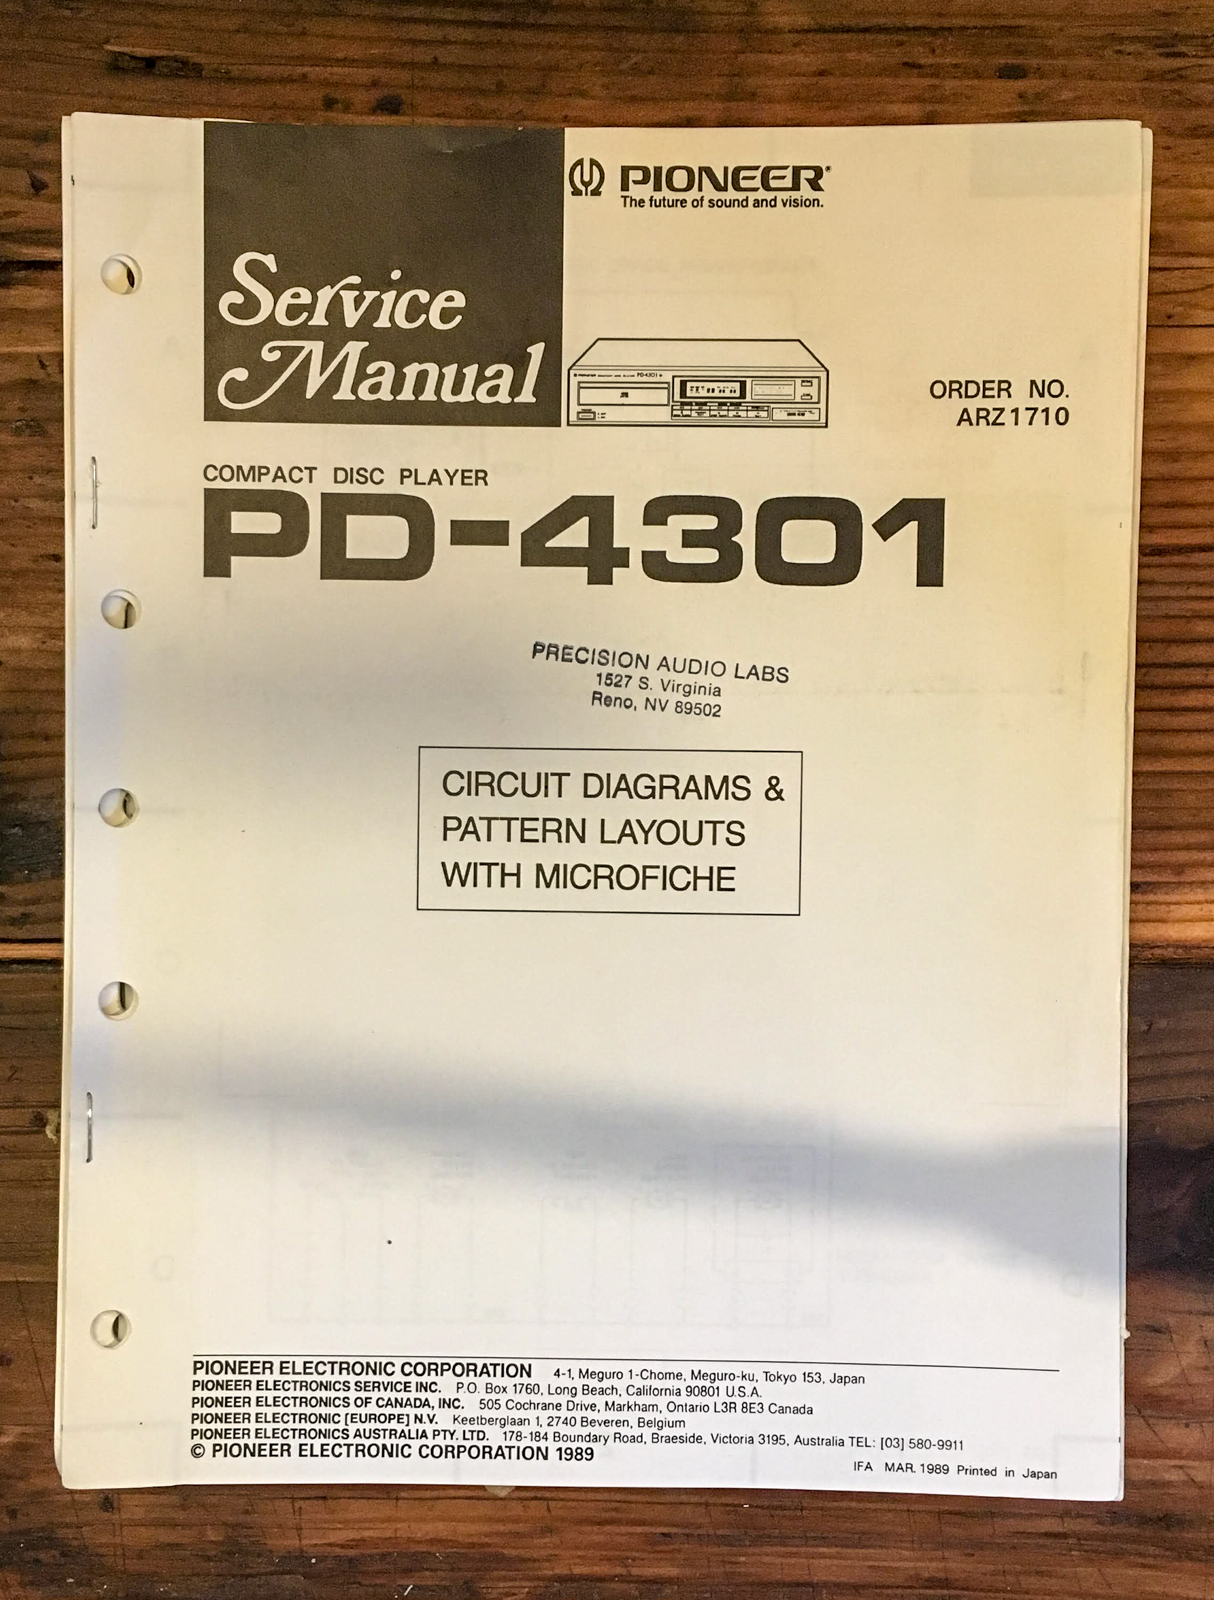 PIONEER®
The future of sound and vision.
Service
Manual
PD-4301
ORDER NO.
ARZ1710
COMPACT DISC PLAYER
PD-4301
PRECISION AUDIO LABS
1527 S. Virginia
Reno, NV 89502
CIRCUIT DIAGRAMS &
PATTERN LAYOUTS
WITH MICROFICHE
PIONEER ELECTRONIC CORPORATION 4-1, Meguro 1-Chome, Meguro-ku, Tokyo 153, Japan
PIONEER ELECTRONICS SERVICE INC. P.O. Box 1760, Long Beach, California 90801 U.S.A.
PIONEER ELECTRONICS OF CANADA, INC. 505 Cochrane Drive, Markham, Ontario L3R 8E3 Canada
PIONEER ELECTRONIC [EUROPE] N.V. Keetberglaan 1, 2740 Beveren, Belgium
PIONEER ELECTRONICS AUSTRALIA PTY. LTD. 178-184 Boundary Road, Braeside, Victoria 3195, Australia TEL: [03] 580-9911
© PIONEER ELECTRONIC CORPORATION 1989
IFA MAR. 1989 Printed in Japan